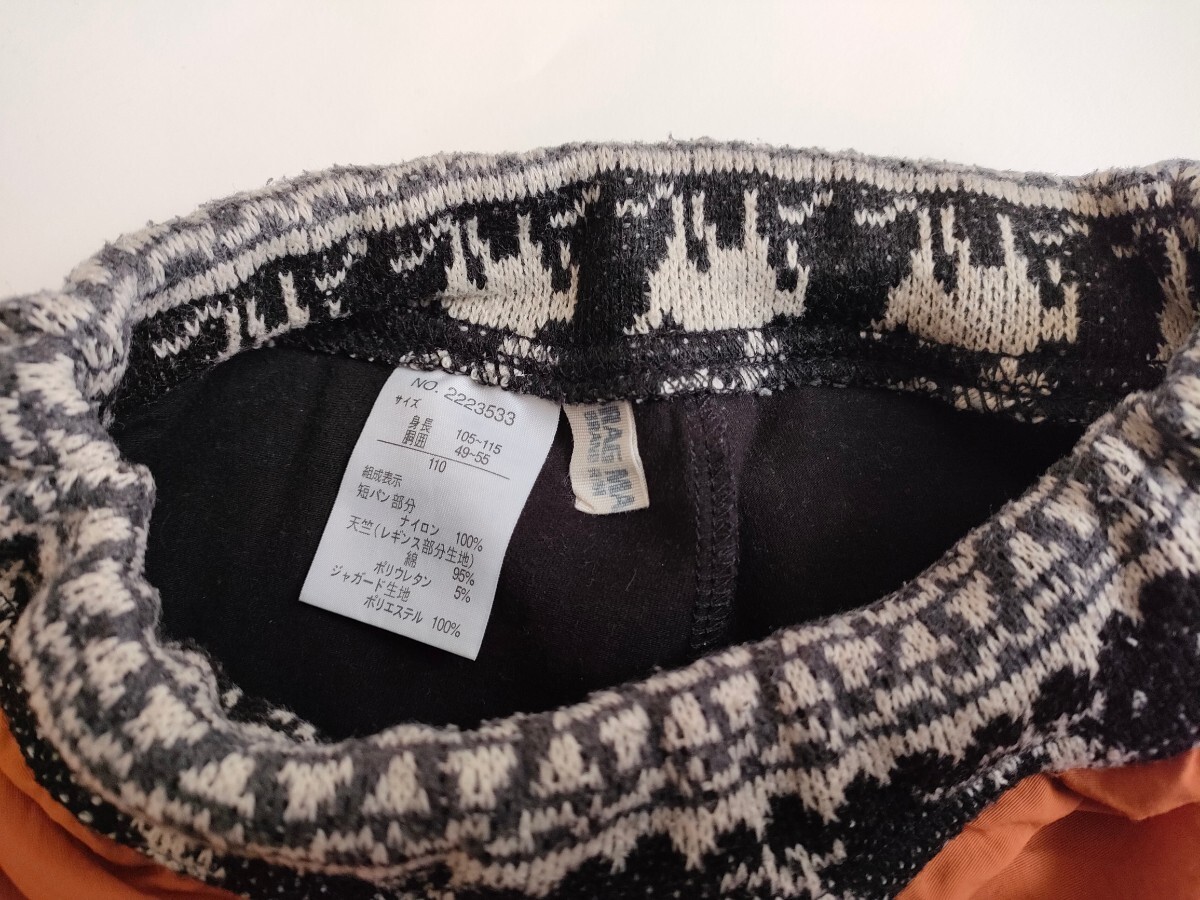 NO. 2223533
サイズ
身長 105~115
胴囲 49~55
110
組成表示
短パン部分
ナイロン 100%
天竺(レギンス部分生地)
綿 95%
ポリウレタン 5%
ジャガード生地
ポリエステル 100%